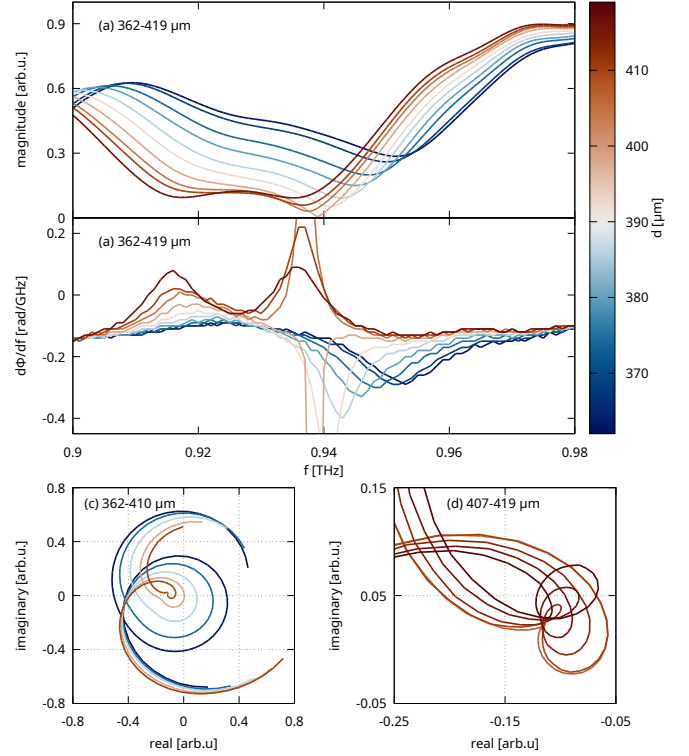 (a) 362-419 µm
magnitude [arb.u.]
0.9
0.6
0.3
0
(a) 362-419 µm
dΦ/df [rad/GHz]
0.2
0
-0.2
-0.4
0.9 0.92 0.94 0.96 0.98
f [THz]
410
400
390
380
370
d [µm]
(c) 362-410 µm
imaginary [arb.u]
0.8
0.4
0
-0.4
-0.8
-0.8 -0.4 0 0.4 0.8
real [arb.u]
(d) 407-419 µm
imaginary [arb.u]
0.15
0.05
-0.05
-0.25 -0.15 -0.05
real [arb.u]